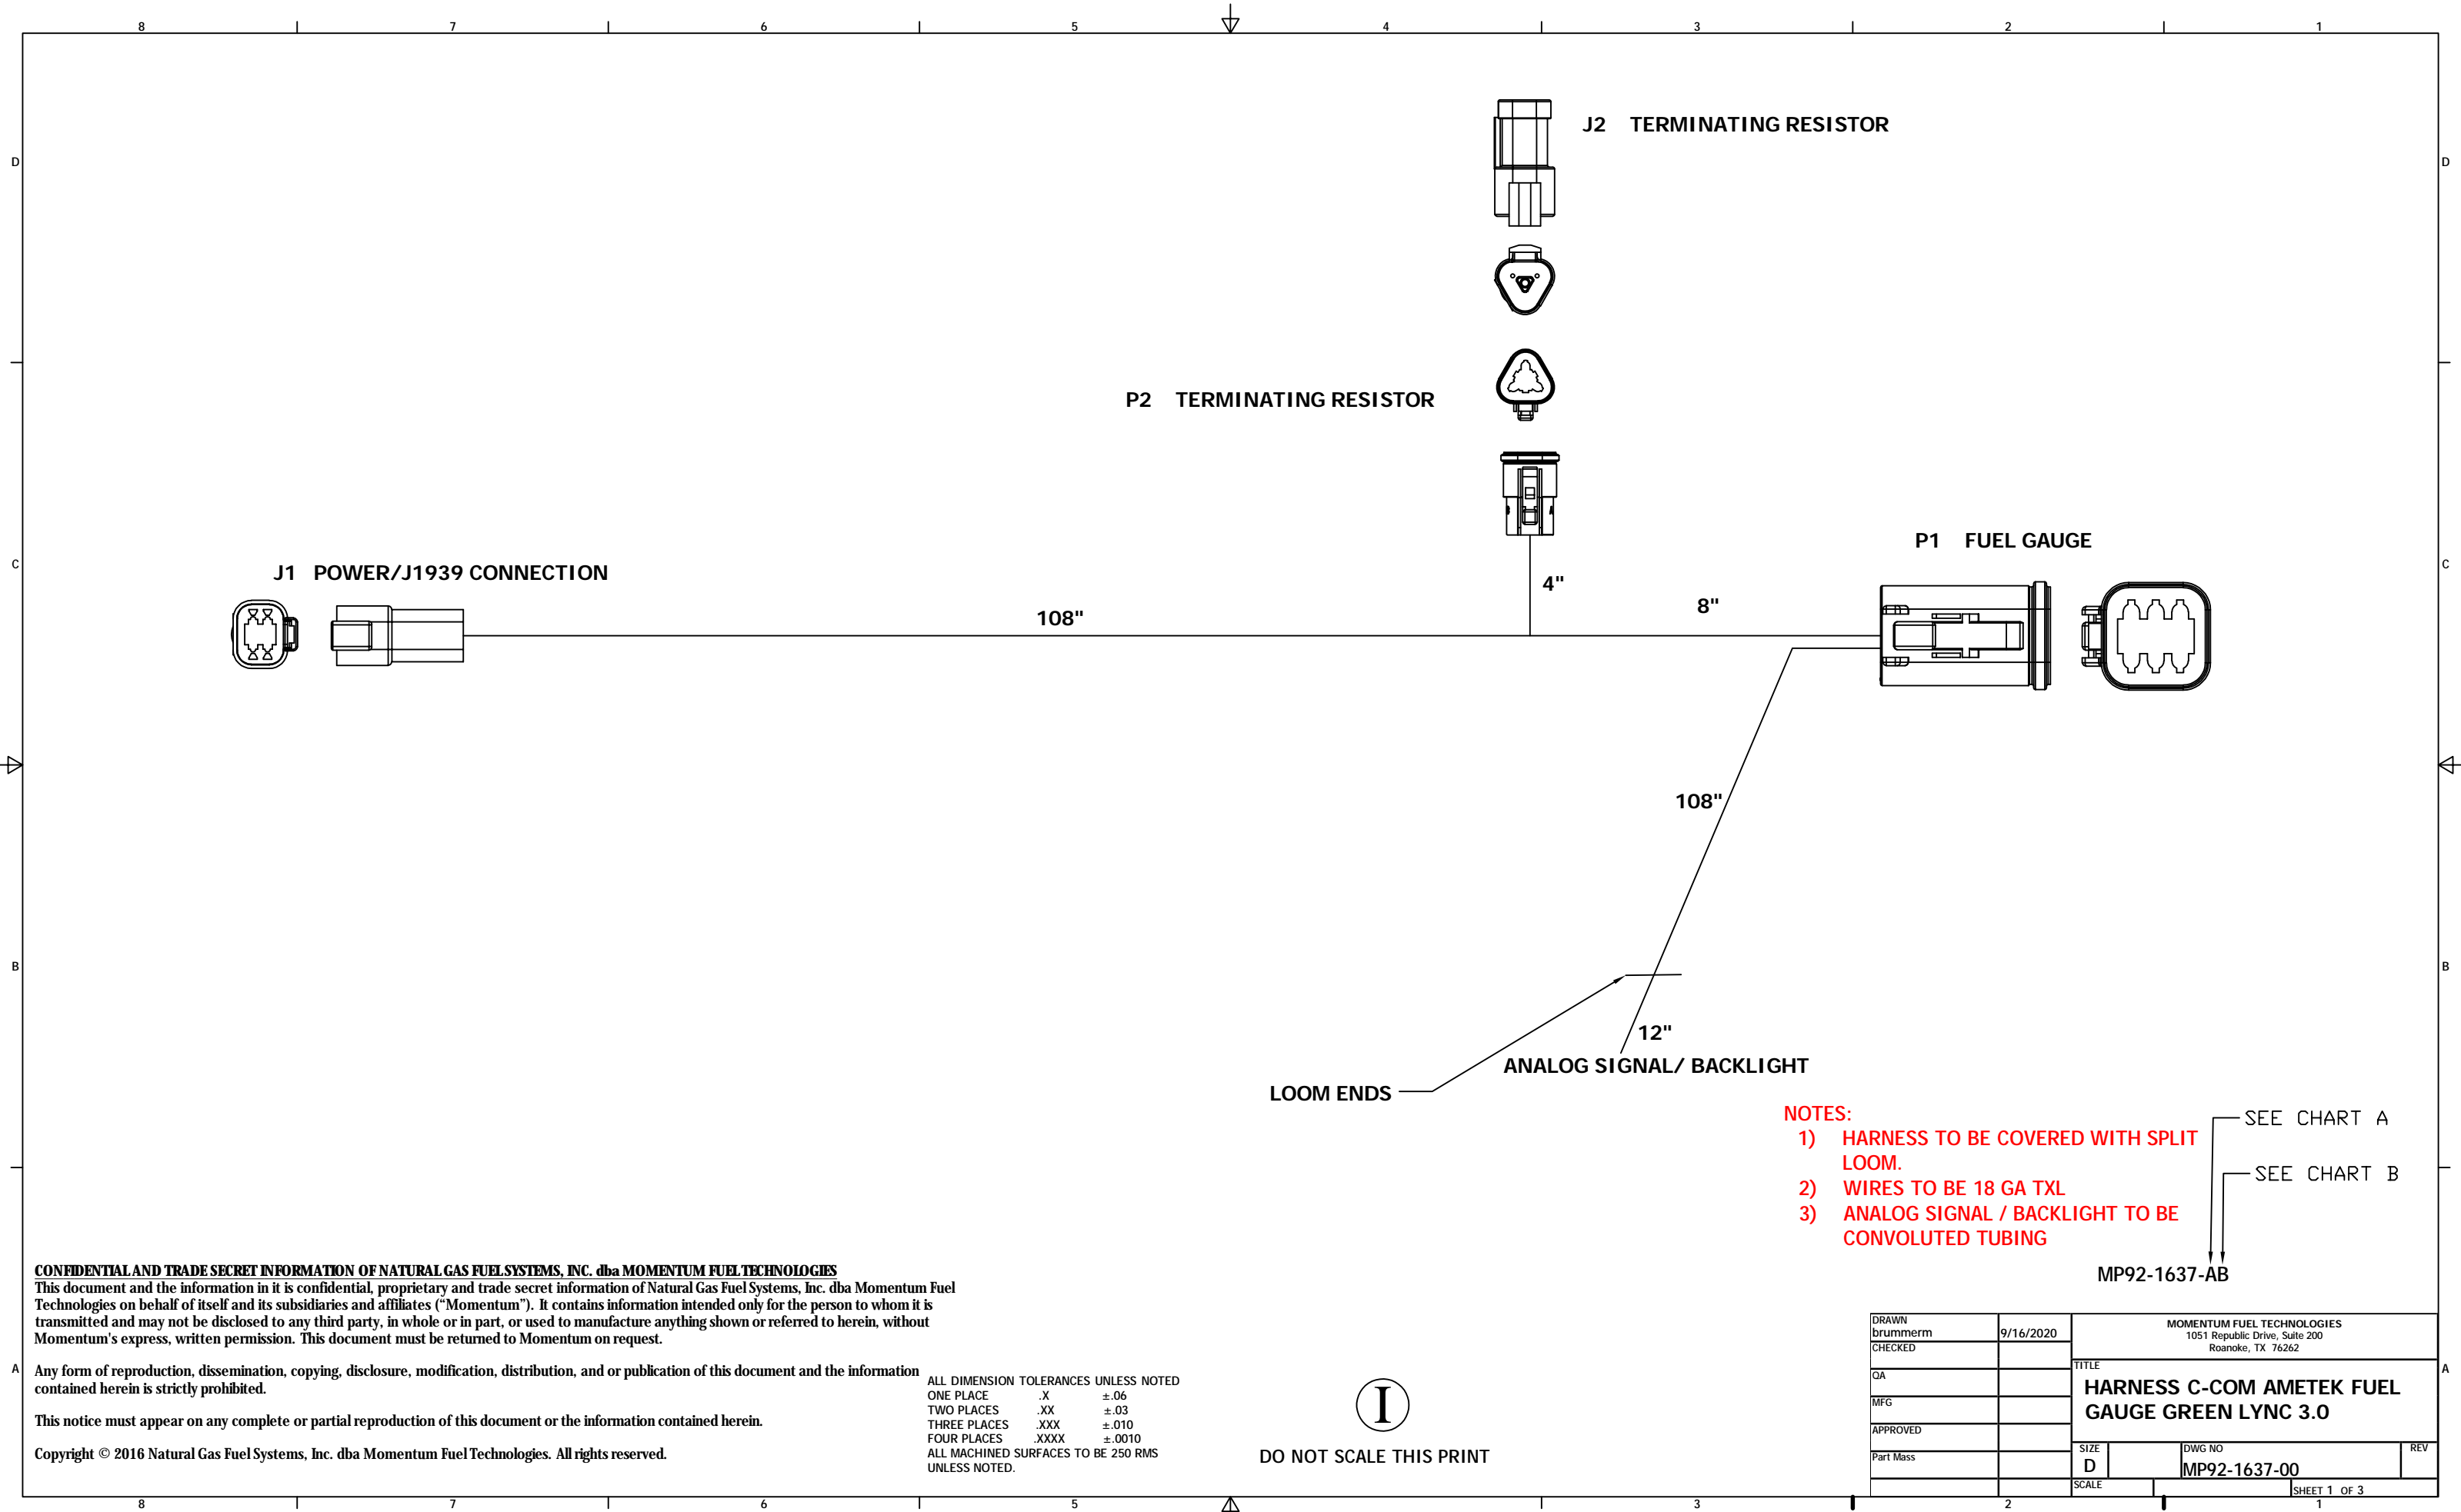 8 7 6 5 4 3 2 1
D D
J2 TERMINATING RESISTOR
P2 TERMINATING RESISTOR
P1 FUEL GAUGE
C C
J1 POWER/J1939 CONNECTION
4"
8"
108"
108"
B B
12"
ANALOG SIGNAL/ BACKLIGHT
LOOM ENDS
NOTES:
1) HARNESS TO BE COVERED WITH SPLIT
LOOM.
2) WIRES TO BE 18 GA TXL
3) ANALOG SIGNAL / BACKLIGHT TO BE
CONVOLUTED TUBING
SEE CHART A
SEE CHART B
MP92-1637-AB
CONFIDENTIAL AND TRADE SECRET INFORMATION OF NATURAL GAS FUEL SYSTEMS, INC. dba MOMENTUM FUEL TECHNOLOGIES
This document and the information in it is confidential, proprietary and trade secret information of Natural Gas Fuel Systems, Inc. dba Momentum Fuel
Technologies on behalf of itself and its subsidiaries and affiliates (“Momentum”). It contains information intended only for the person to whom it is
transmitted and may not be disclosed to any third party, in whole or in part, or used to manufacture anything shown or referred to herein, without
Momentum's express, written permission. This document must be returned to Momentum on request.
Any form of reproduction, dissemination, copying, disclosure, modification, distribution, and or publication of this document and the information
contained herein is strictly prohibited.
This notice must appear on any complete or partial reproduction of this document or the information contained herein.
Copyright © 2016 Natural Gas Fuel Systems, Inc. dba Momentum Fuel Technologies. All rights reserved.
A A
ALL DIMENSION TOLERANCES UNLESS NOTED
ONE PLACE .X ±.06
TWO PLACES .XX ±.03
THREE PLACES .XXX ±.010
FOUR PLACES .XXXX ±.0010
ALL MACHINED SURFACES TO BE 250 RMS
UNLESS NOTED.
I
DO NOT SCALE THIS PRINT
DRAWN
brummerm 9/16/2020
CHECKED
QA
MFG
APPROVED
Part Mass
MOMENTUM FUEL TECHNOLOGIES
1051 Republic Drive, Suite 200
Roanoke, TX 76262
TITLE
HARNESS C-COM AMETEK FUEL
GAUGE GREEN LYNC 3.0
SIZE
D
DWG NO
MP92-1637-00
REV
SCALE
SHEET 1 OF 3
8 7 6 5 3 2 1